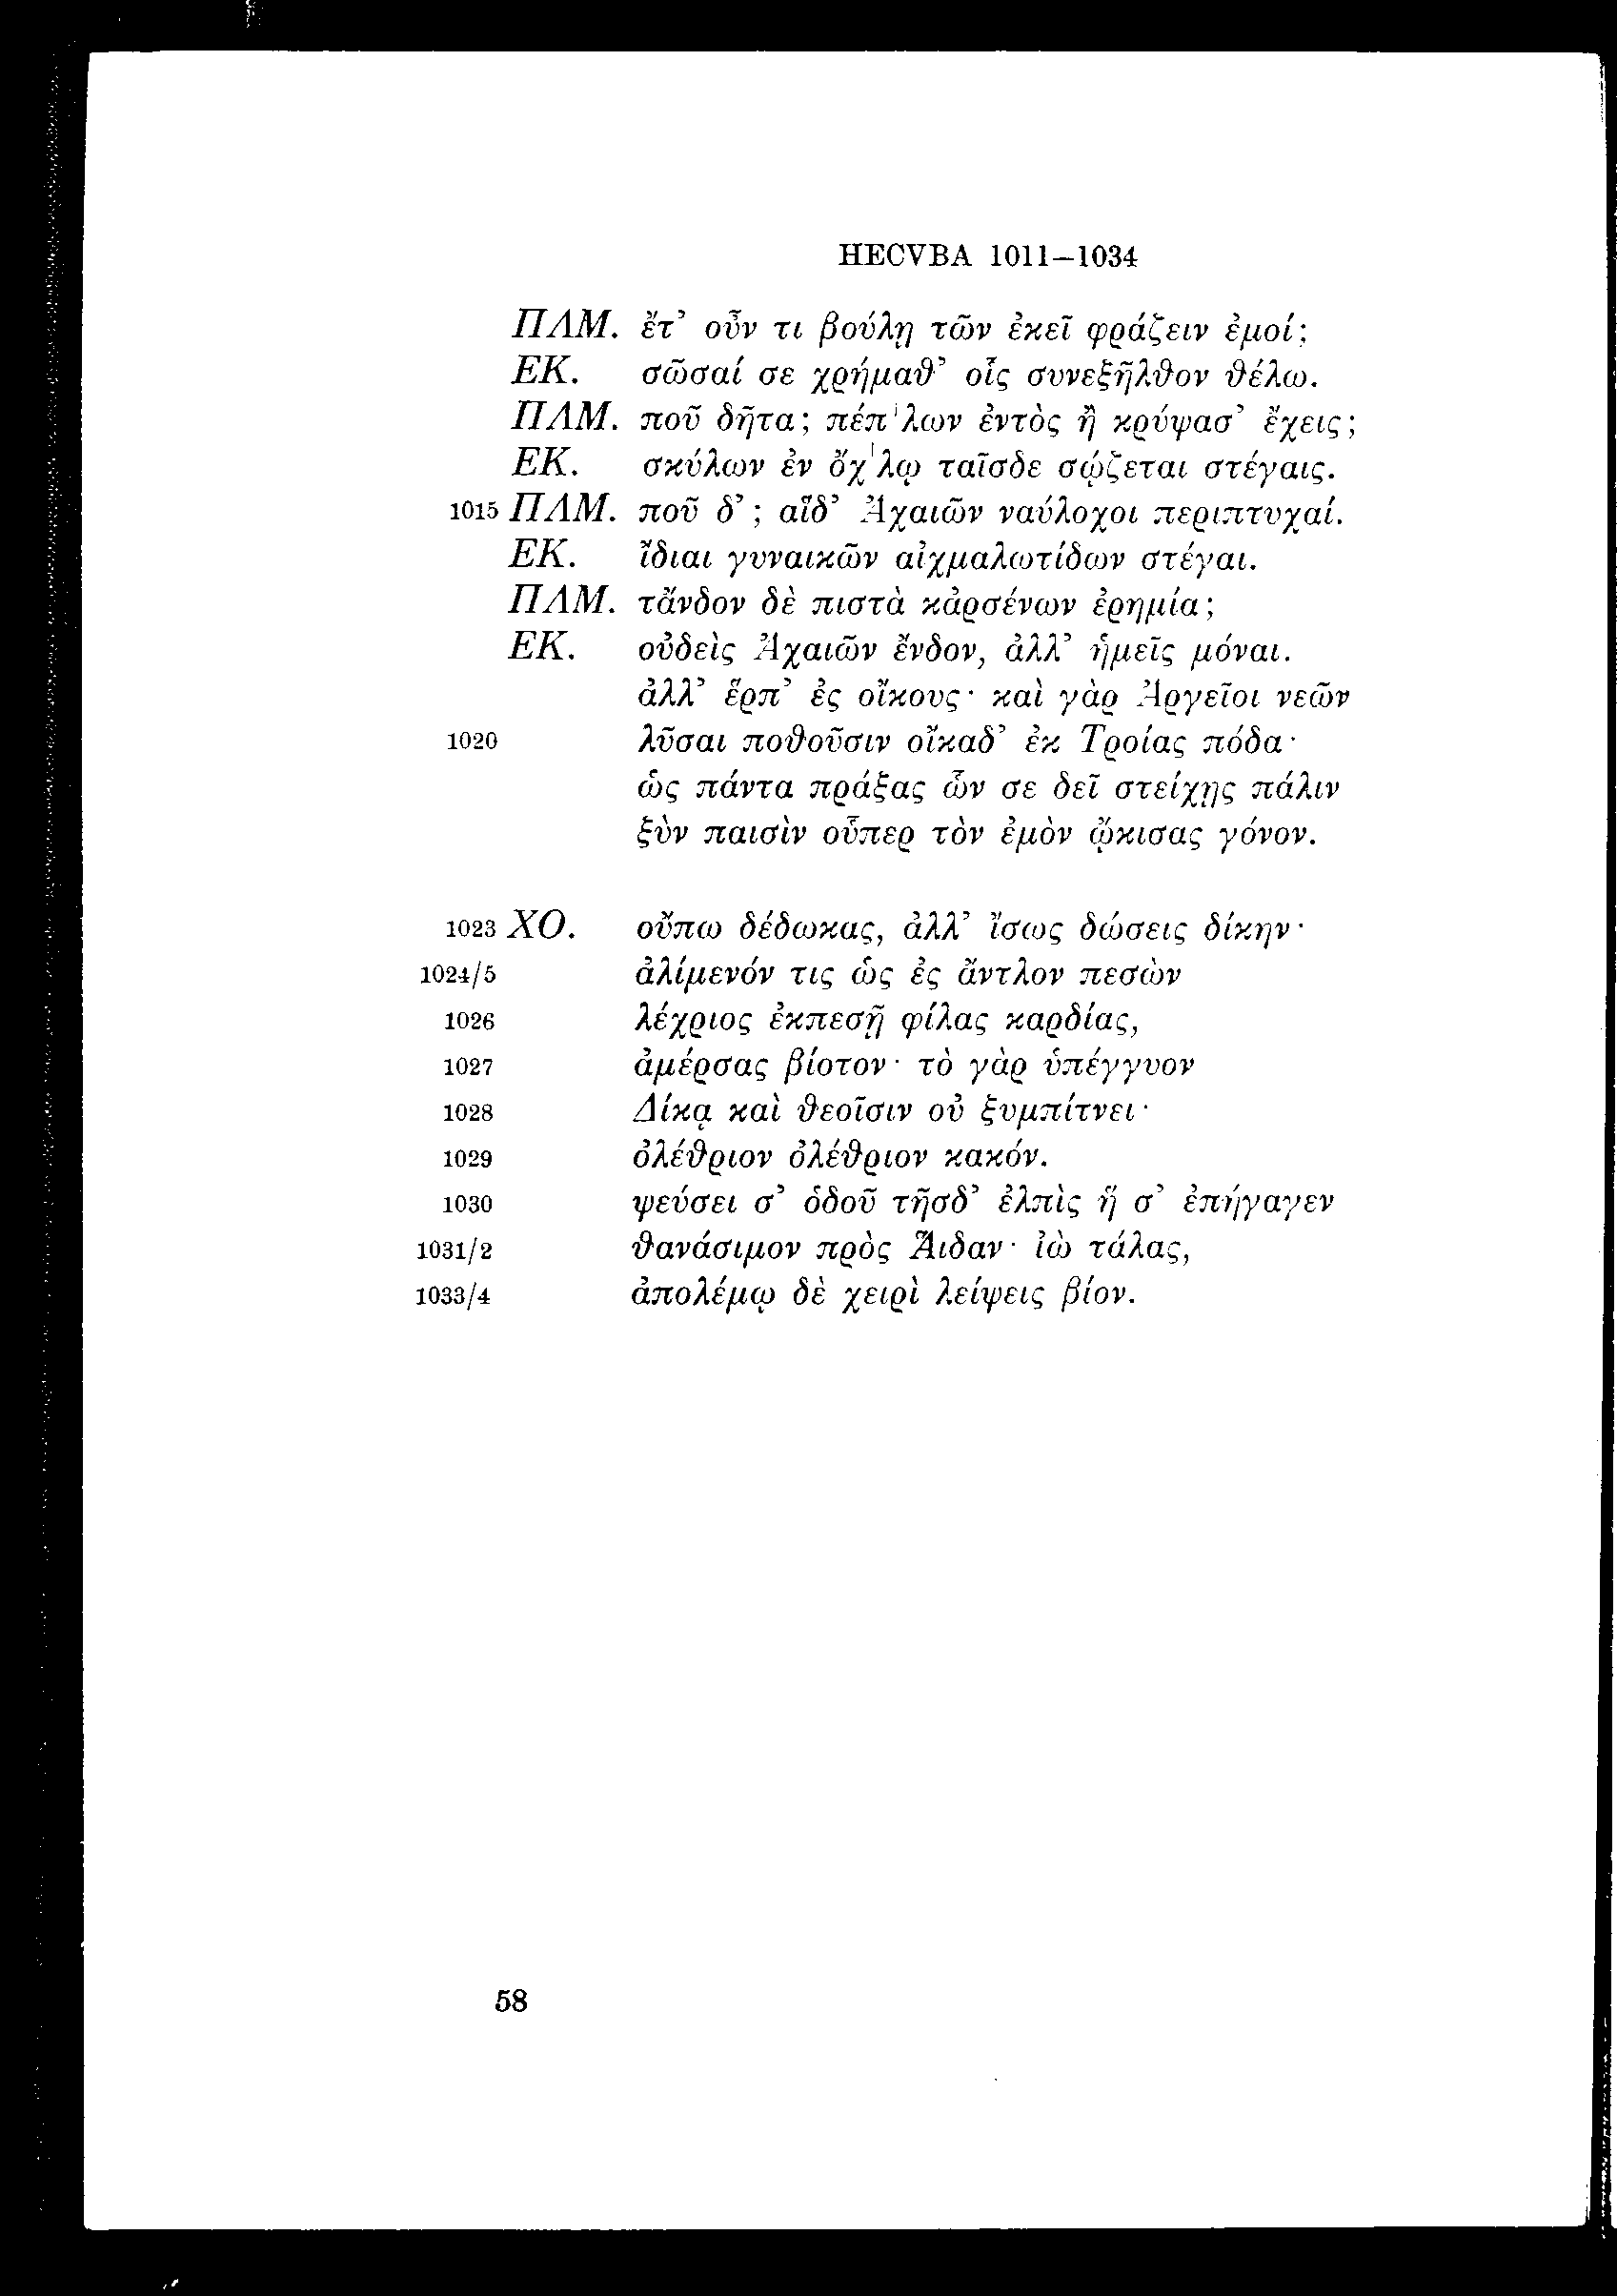 HECVBA 1011–1034
ΠΛΜ. ἔτ’ οὖν τι βούλῃ τῶν ἐκεῖ φράζειν ἐμοί;
ΕΚ. σῶσαί σε χρήμαθ’ οἷς συνεξῆλθον θέλω.
ΠΛΜ. ποῦ δῆτα; πέπ|λων ἐντὸς ἢ κρύψασ’ ἔχεις;
ΕΚ. σκύλων ἐν ὄχ|λῳ ταῖσδε σῴζεται στέγαις.
1015 ΠΛΜ. ποῦ δ’; αἵδ’ Ἀχαιῶν ναύλοχοι περιπτυχαί.
ΕΚ. ἴδιαι γυναικῶν αἰχμαλωτίδων στέγαι.
ΠΛΜ. τἄνδον δὲ πιστὰ κἀρσένων ἐρημία;
ΕΚ. οὐδεὶς Ἀχαιῶν ἔνδον, ἀλλ’ ἡμεῖς μόναι.
ἀλλ’ ἕρπ’ ἐς οἴκους· καὶ γὰρ Ἀργεῖοι νεῶν
1020 λῦσαι ποθοῦσιν οἴκαδ’ ἐκ Τροίας πόδα·
ὡς πάντα πράξας ὧν σε δεῖ στείχῃς πάλιν
ξὺν παισὶν οὗπερ τὸν ἐμὸν ᾤκισας γόνον.
1023 ΧΟ. οὔπω δέδωκας, ἀλλ’ ἴσως δώσεις δίκην·
1024/5 ἀλίμενόν τις ὡς ἐς ἄντλον πεσὼν
1026 λέχριος ἐκπεσῇ φίλας καρδίας,
1027 ἀμέρσας βίοτον· τὸ γὰρ ὑπέγγυον
1028 Δίκᾳ καὶ θεοῖσιν οὐ ξυμπίτνει·
1029 ὀλέθριον ὀλέθριον κακόν.
1030 ψεύσει σ’ ὁδοῦ τῆσδ’ ἐλπὶς ἥ σ’ ἐπήγαγεν
1031/2 θανάσιμον πρὸς Ἅιδαν· ἰὼ τάλας,
1033/4 ἀπολέμῳ δὲ χειρὶ λείψεις βίον.
58